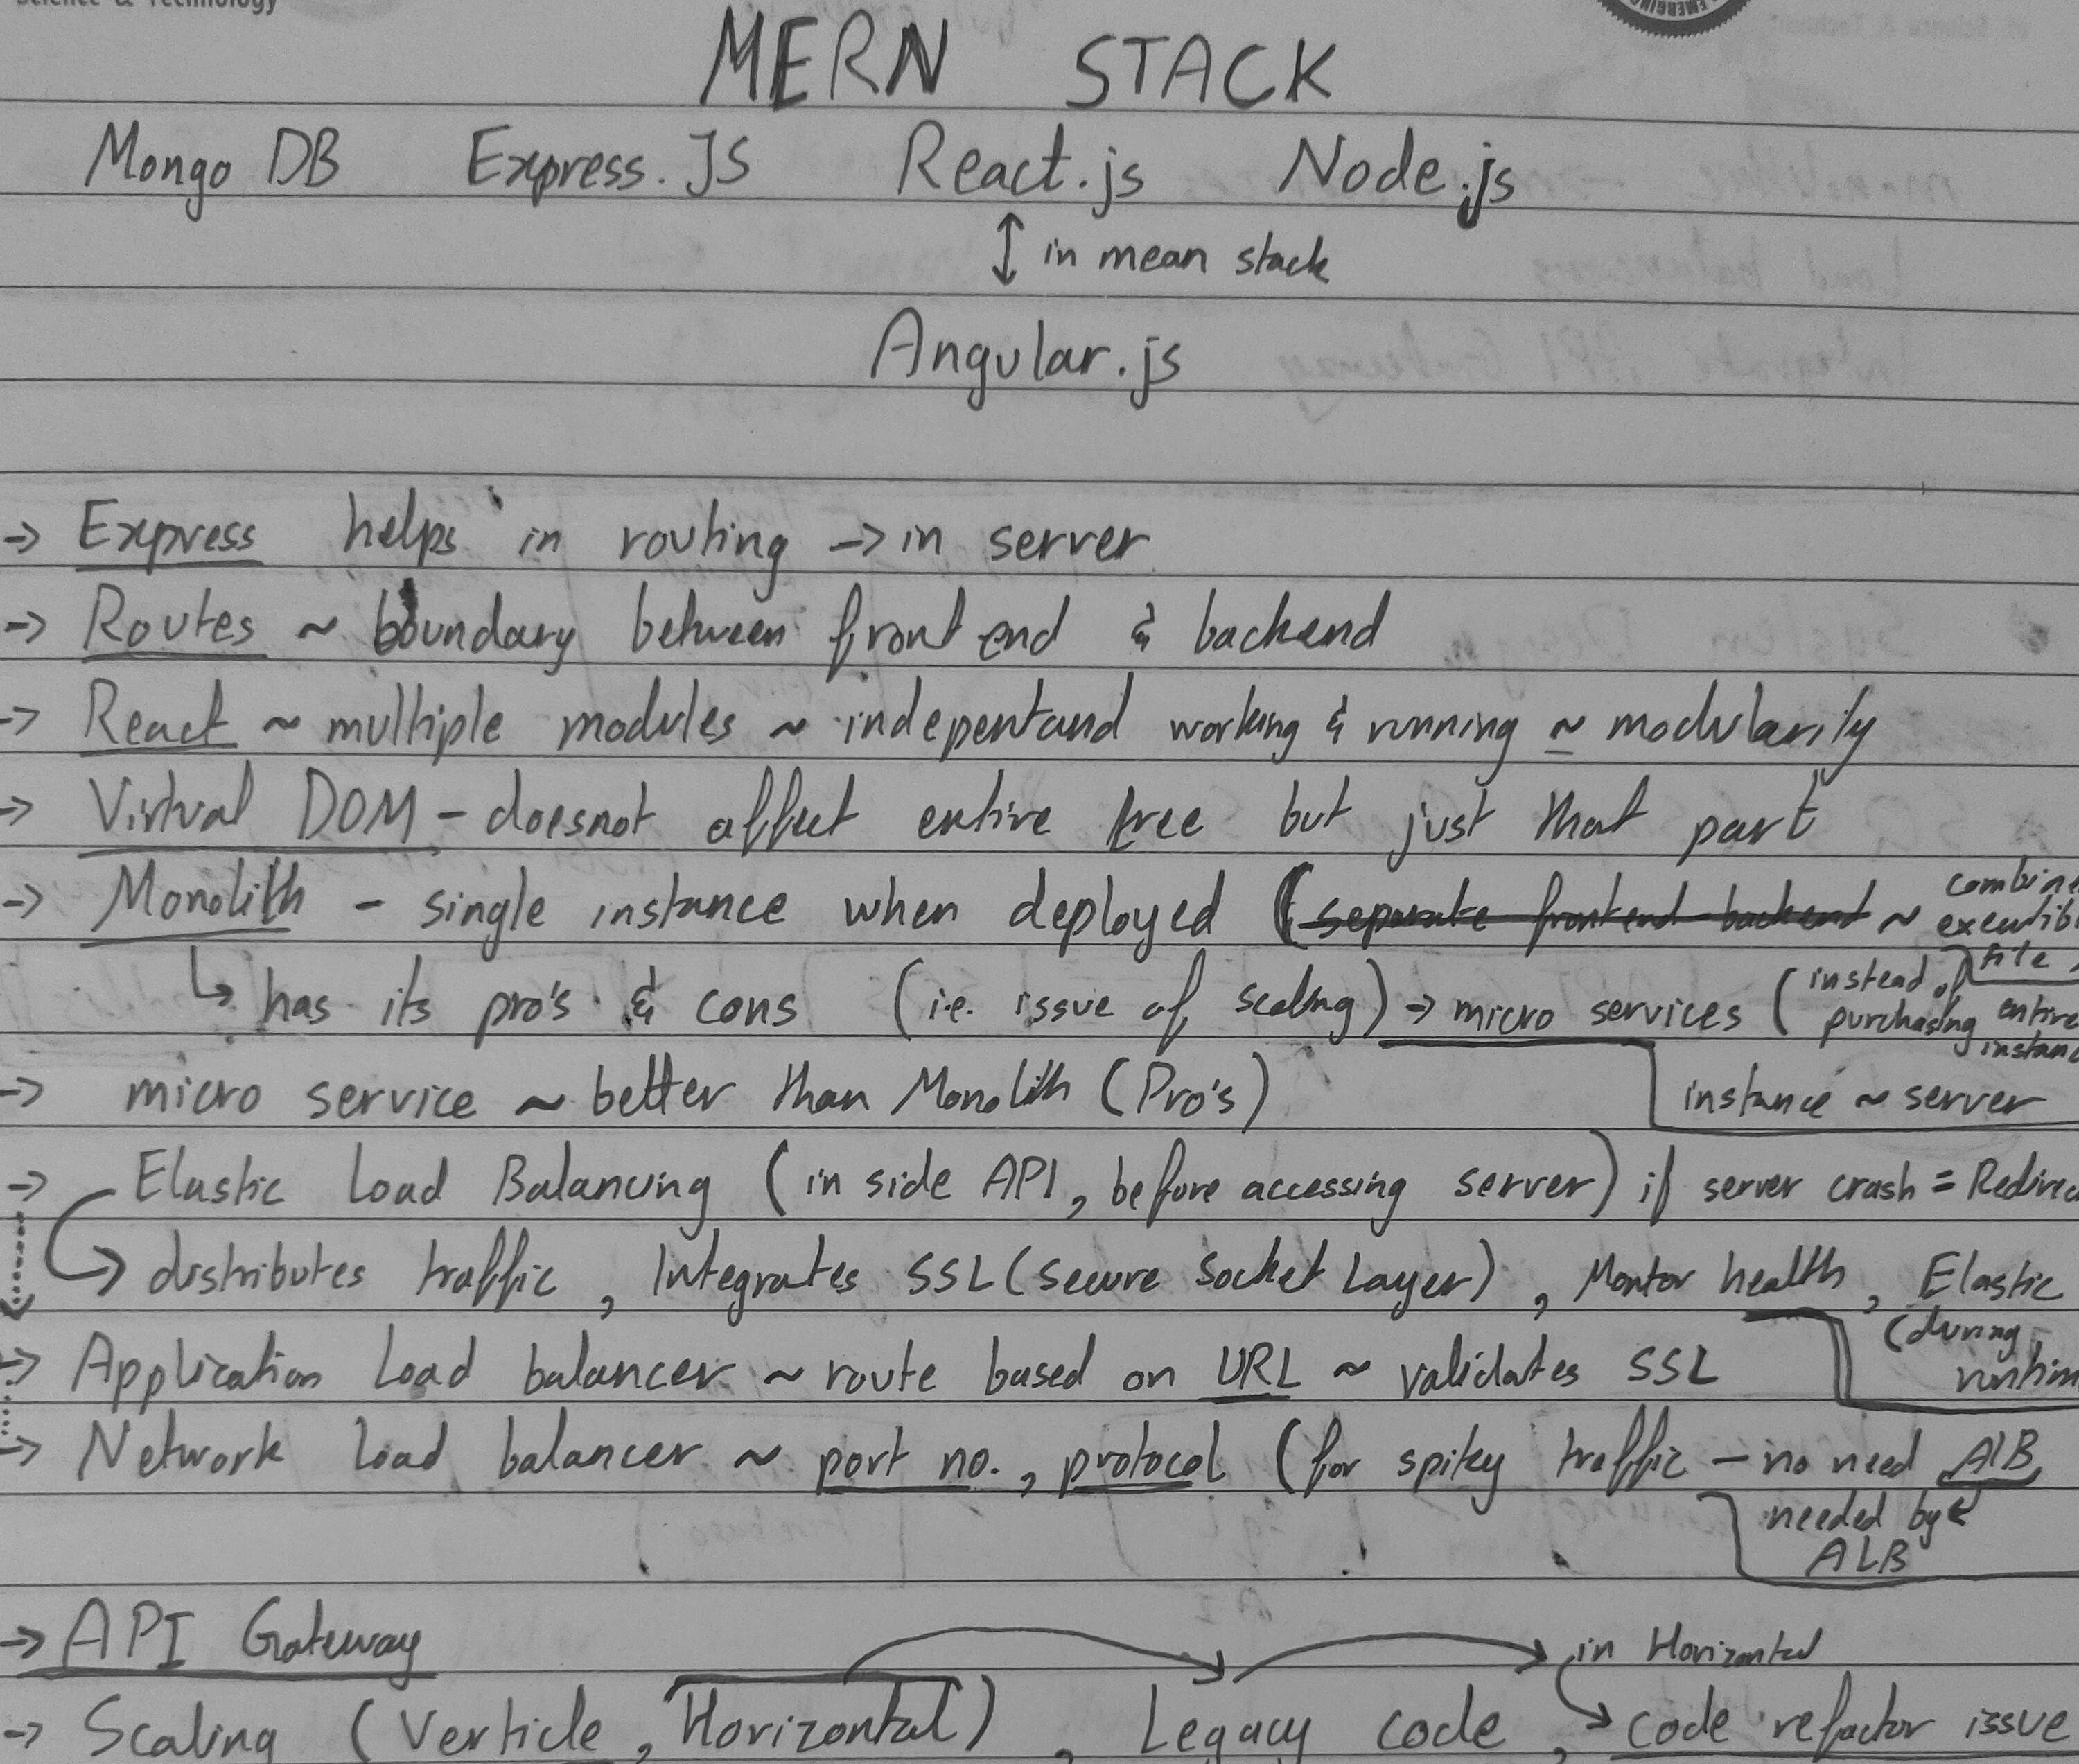 Science & Technology
EMERGING
MERN STACK
Mongo DB Express.JS React.js Node.js
↕ in mean stack
Angular.js
-> Express helps in routing -> in server
-> Routes ~ boundary between front end & backend
-> React ~ multiple modules ~ indepentand working & running ~ modularity
-> Virtual DOM - doesnot affect entire tree but just that part
-> Monolith - single instance when deployed (separate frontend backend ~ combine
file
↳ has its pro's & cons (i.e. issue of scaling) -> micro services (instead of purchasing entire
-> micro service ~ better than Monolith (Pro's)
instance ~ server
-> Elastic Load Balancing (in side API, before accessing server) if server crash = Redirec
-> distributes traffic, Integrates SSL (Secure Socket Layer), Montor health, Elastic
(during
-> Application Load balancer ~ route based on URL ~ validates SSL
-> Network Load balancer ~ port no., protocol (for spiky traffic - no need ALB
needed by
ALB
-> API Gateway
in Horizontal
-> Scaling (Verticle, Horizontal), Legacy code, -> code refactor issue